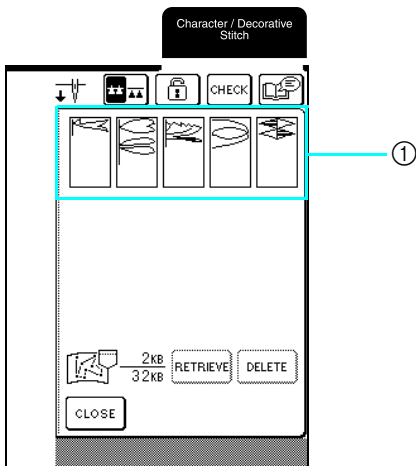 Character / Decorative
Stitch
CHECK
①
2KB
32KB
RETRIEVE
DELETE
CLOSE